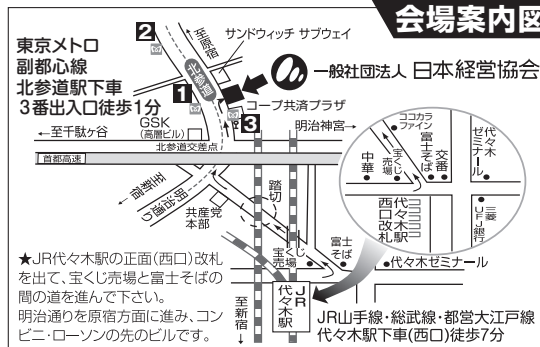 会場案内図
東京メトロ
副都心線
北参道駅下車
3番出入口徒歩1分
2
至原宿
サンドウィッチ サブウェイ
北参道
一般社団法人 日本経営協会
1
GSK
(高層ビル)
3
コープ共済プラザ
←至千駄ヶ谷
北参道交差点
明治神宮→
首都高速
至新宿
明治通り
共産党
本部
踏切
ココカラ
ファイン
中華
宝くじ
売場
富士そば
交番
代々木
ゼミナール
代々木駅
西口改札
三菱
UFJ銀行
宝くじ
売場
富士
そば
代々木ゼミナール
★JR代々木駅の正面(西口)改札
を出て、宝くじ売場と富士そばの
間の道を進んで下さい。
明治通りを原宿方面に進み、コン
ビニ・ローソンの先のビルです。
至新宿
JR
代々木駅
JR山手線・総武線・都営大江戸線
代々木駅下車(西口)徒歩7分